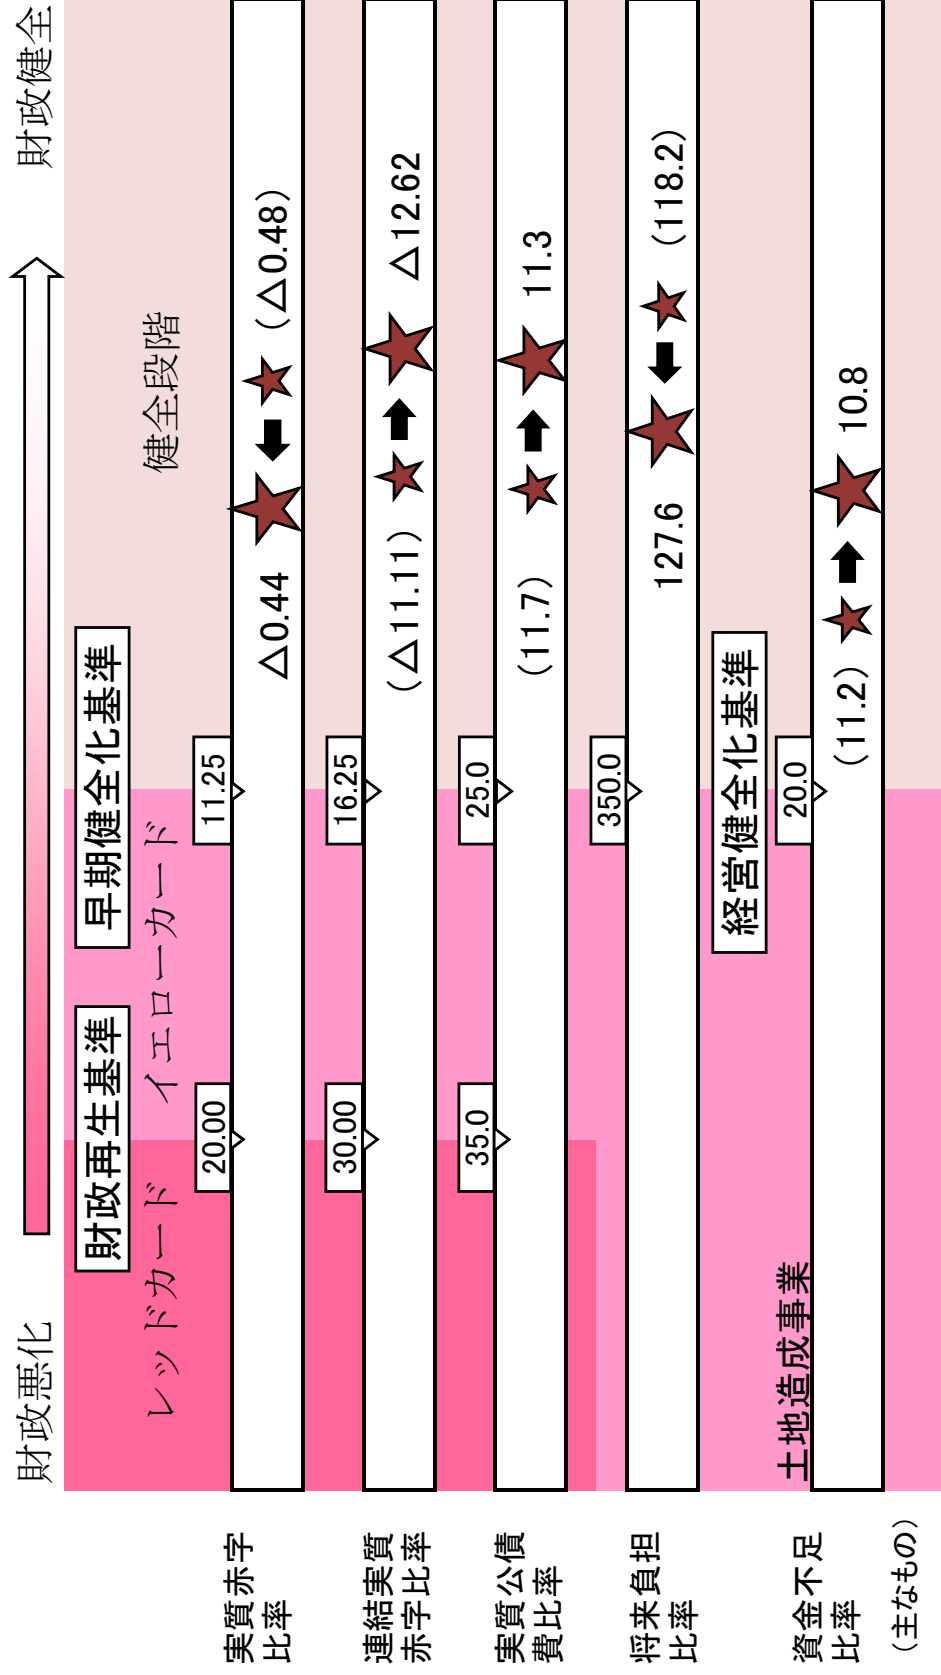 財政悪化
財政健全
財政再生基準
早期健全化基準
レッドカード
イエローカード
健全段階
実質赤字
比率
20.00
11.25
△0.44
(△0.48)
連結実質
赤字比率
30.00
16.25
(△11.11)
△12.62
実質公債
費比率
35.0
25.0
(11.7)
11.3
将来負担
比率
350.0
127.6
(118.2)
経営健全化基準
資金不足
比率
(主なもの)
土地造成事業
20.0
(11.2)
10.8